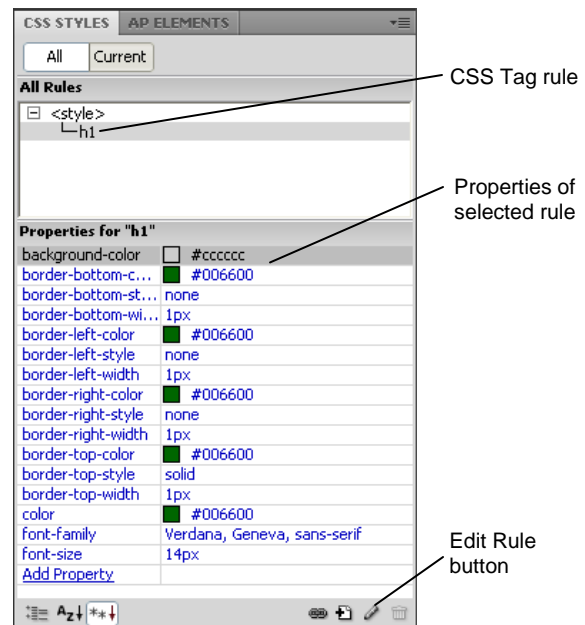 CSS STYLES AP ELEMENTS
All Current
All Rules
CSS Tag rule
<style>
h1
Properties of
selected rule
Properties for "h1"
background-color #cccccc
border-bottom-c... #006600
border-bottom-st... none
border-bottom-wi... 1px
border-left-color #006600
border-left-style none
border-left-width 1px
border-right-color #006600
border-right-style none
border-right-width 1px
border-top-color #006600
border-top-style solid
border-top-width 1px
color #006600
font-family Verdana, Geneva, sans-serif
font-size 14px
Add Property
Edit Rule
button
Az **